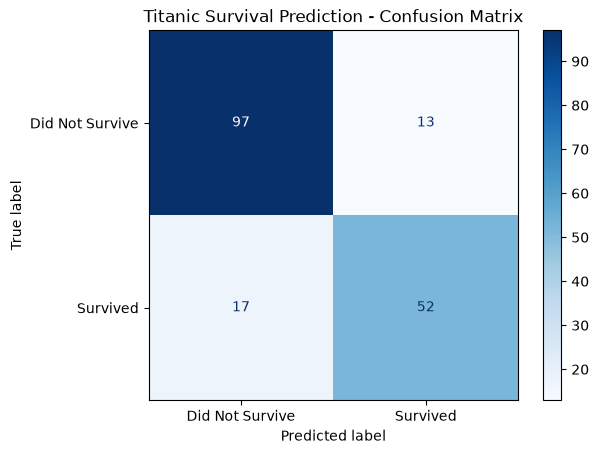 Titanic Survival Prediction - Confusion Matrix
Did Not Survive
97
13
Survived
17
52
True label
Did Not Survive
Survived
Predicted label
90
80
70
60
50
40
30
20